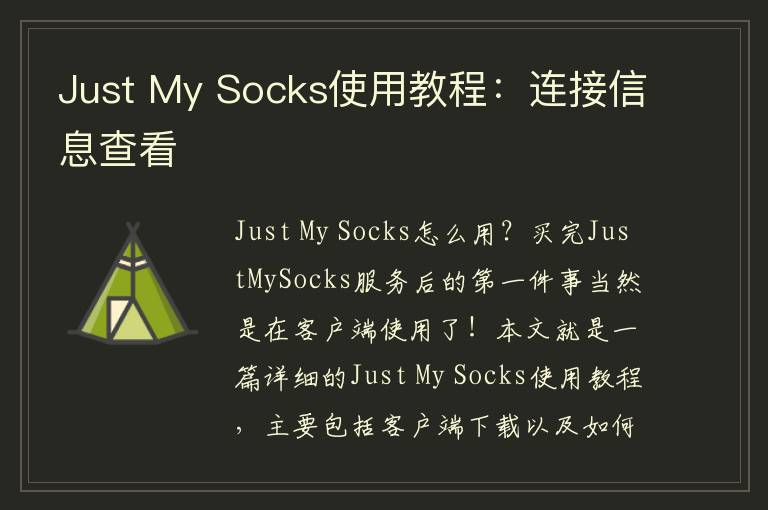 Just My Socks使用教程：连接信
息查看
Just My Socks怎么用？买完Jus
tMySocks服务后的第一件事当然
是在客户端使用了！本文就是一
篇详细的Just My Socks使用教程
，主要包括客户端下载以及如何